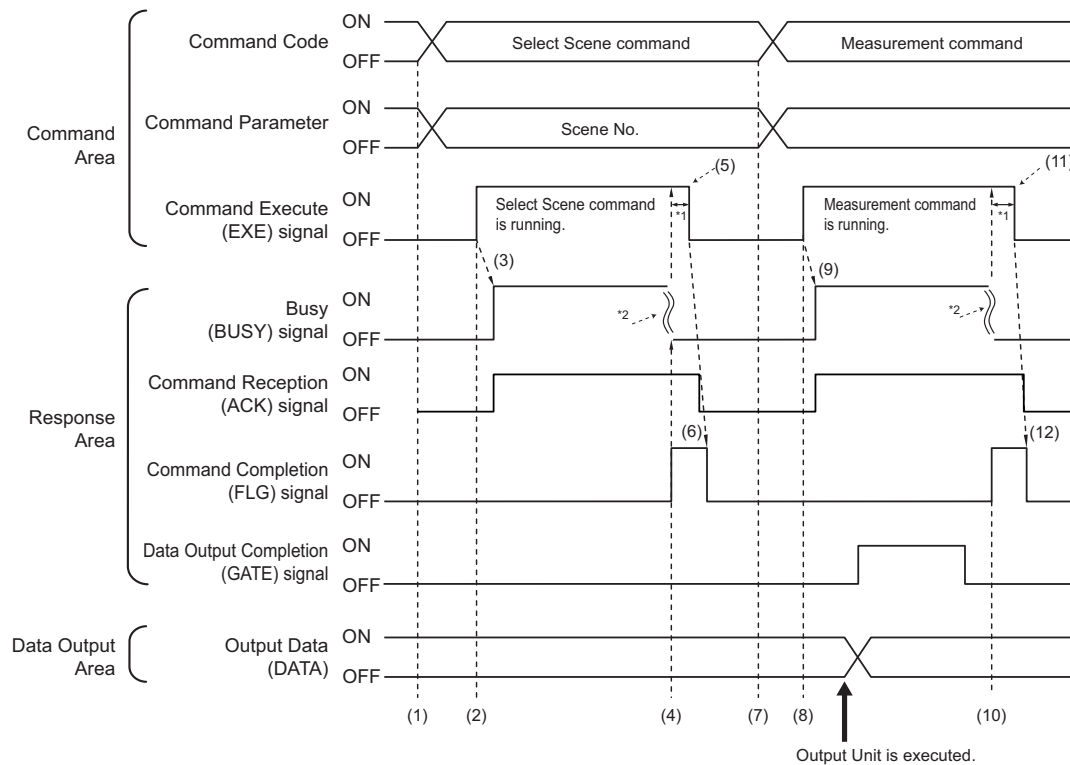 Command Area
Command Code
ON
OFF
Select Scene command
Measurement command
Command Parameter
ON
OFF
Scene No.
Command Execute
(EXE) signal
ON
OFF
Select Scene command
is running.
*1
(5)
Measurement command
is running.
*1
(11)
(3)
(9)
Response
Area
Busy
(BUSY) signal
ON
OFF
*2
*2
Command Reception
(ACK) signal
ON
OFF
(6)
(12)
Command Completion
(FLG) signal
ON
OFF
Data Output Completion
(GATE) signal
ON
OFF
Data Output
Area
Output Data
(DATA)
ON
OFF
(1)
(2)
(4)
(7)
(8)
(10)
Output Unit is executed.